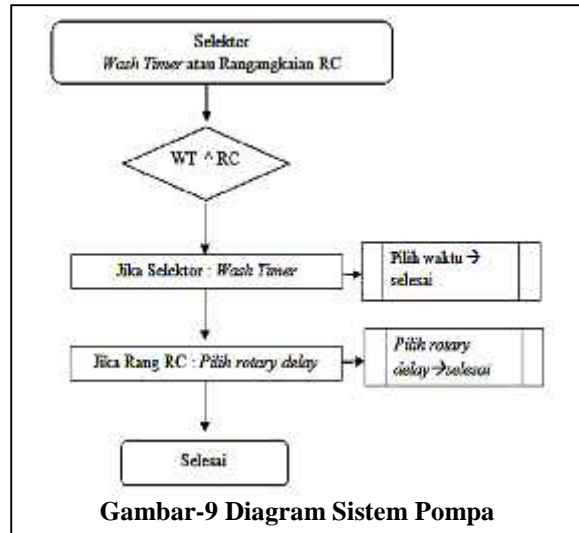 Selektor
Wash Timer atau Rangangkaian RC
WT ^ RC
Jika Selektor : Wash Timer
Pilih waktu →
selesai
Jika Rang RC : Pilih rotary delay
Pilih rotary
delay→selesai
Selesai
Gambar-9 Diagram Sistem Pompa